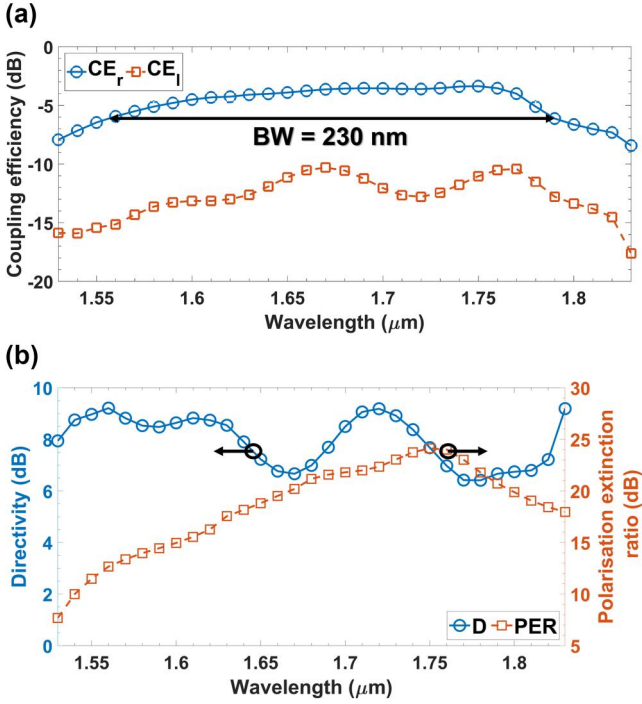 (a)
0
-5
-10
-15
-20
Coupling efficiency (dB)
CEr CEl
BW = 230 nm
1.55 1.6 1.65 1.7 1.75 1.8
Wavelength (μm)
(b)
10
8
6
4
2
0
Directivity (dB)
30
25
20
15
10
5
Polarisation extinction
ratio (dB)
D PER
1.55 1.6 1.65 1.7 1.75 1.8
Wavelength (μm)